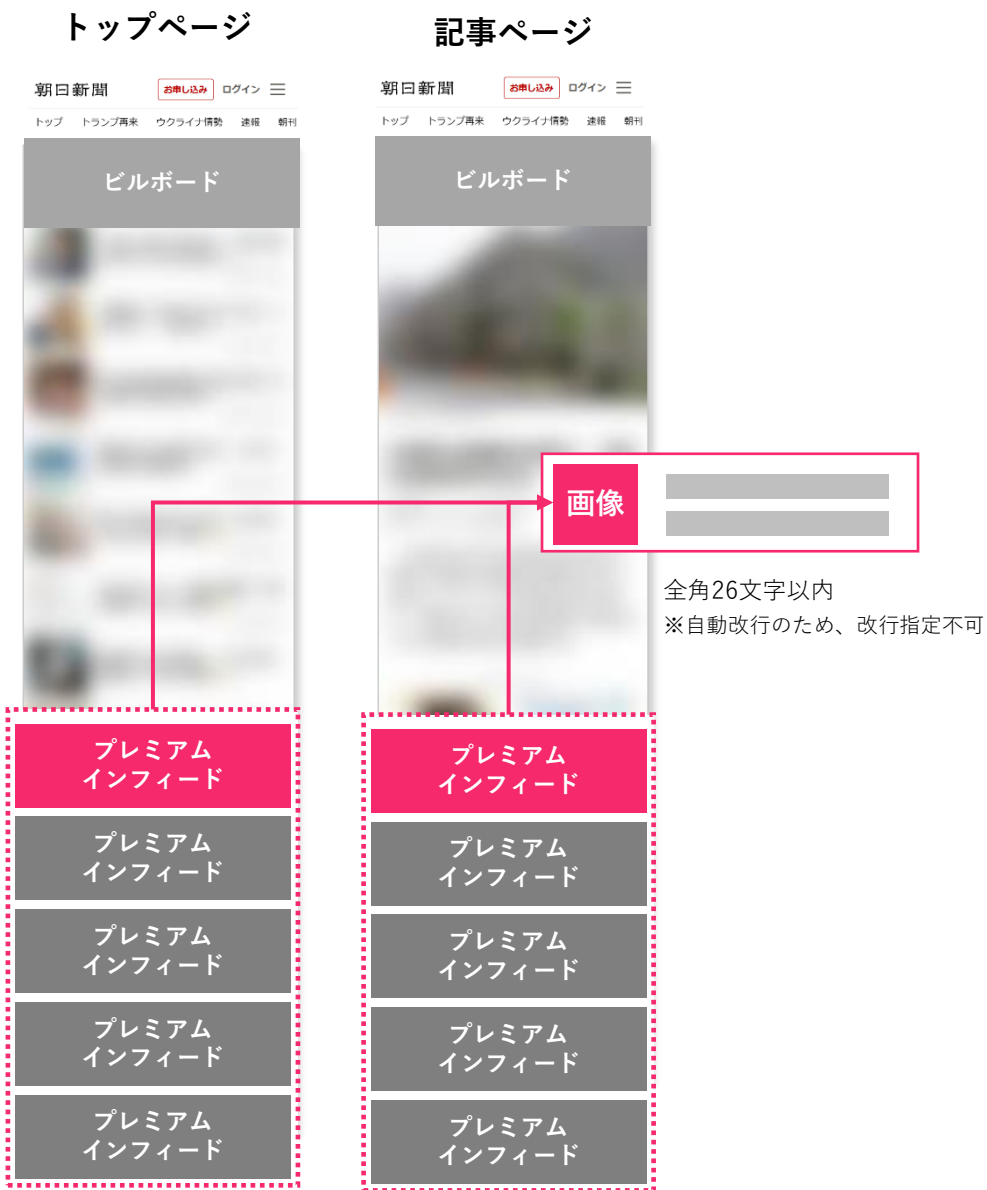 トップページ
朝日新聞
お申し込み
ログイン
トップ
トランプ再来
ウクライナ情勢
速報
朝刊
ビルボード
プレミアム
インフィード
プレミアム
インフィード
プレミアム
インフィード
プレミアム
インフィード
プレミアム
インフィード
記事ページ
朝日新聞
お申し込み
ログイン
トップ
トランプ再来
ウクライナ情勢
速報
朝刊
ビルボード
画像
全角26文字以内
※自動改行のため、改行指定不可
プレミアム
インフィード
プレミアム
インフィード
プレミアム
インフィード
プレミアム
インフィード
プレミアム
インフィード